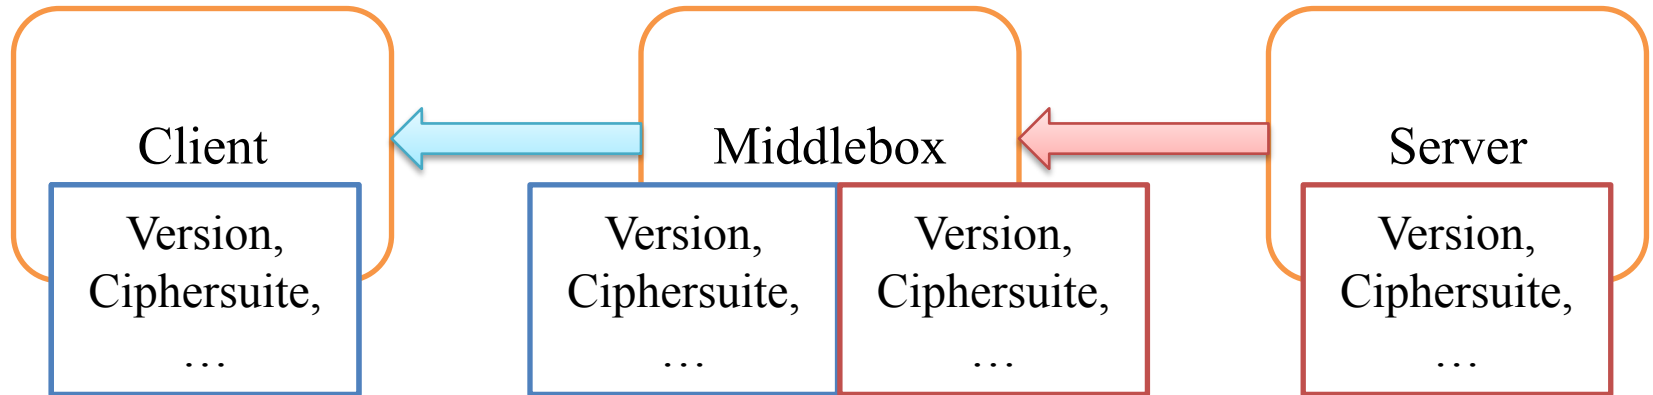 Client
Middlebox
Server
Version,
Ciphersuite,
…
Version,
Ciphersuite,
…
Version,
Ciphersuite,
…
Version,
Ciphersuite,
…